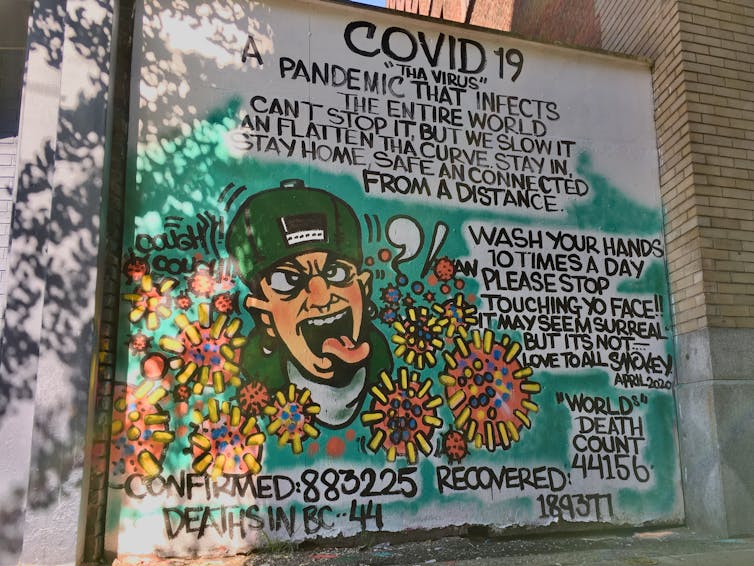 COVID 19
"THA VIRUS"
A PANDEMIC THAT INFECTS
THE ENTIRE WORLD
CAN'T STOP IT BUT WE SLOW IT
AN FLATTEN THA CURVE. STAY IN,
STAY HOME, SAFE AN CONNECTED
FROM A DISTANCE.
COUGH!!
COUGH!!!
?!
WASH YOUR HANDS
10 TIMES A DAY
AN PLEASE STOP
TOUCHING YO FACE!!
IT MAY SEEM SURREAL
BUT ITS NOT...
LOVE TO ALL SMOKEY
APRIL 2020
"WORLDS"
DEATH
COUNT
44156
CONFIRMED: 883225
RECOVERED:
189377
DEATHS IN BC·· 44